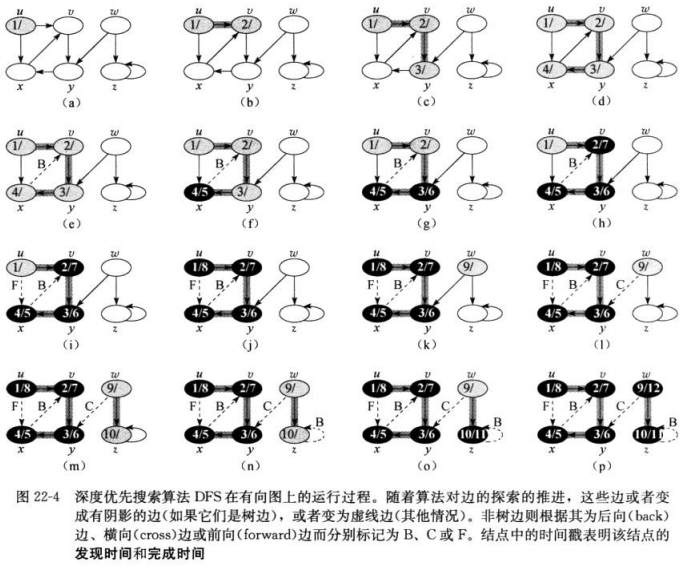 u v w
1/
x y z
(a)
u v w
1/ 2/
x y z
(b)
u v w
1/ 2/
3/
x y z
(c)
u v w
1/ 2/
4/ 3/
x y z
(d)
u v w
1/ 2/
B
4/ 3/
x y z
(e)
u v w
1/ 2/
B
4/5 3/
x y z
(f)
u v w
1/ 2/
B
4/5 3/6
x y z
(g)
u v w
1/ 2/7
B
4/5 3/6
x y z
(h)
u v w
1/ 2/7
F B
4/5 3/6
x y z
(i)
u v w
1/8 2/7
F B
4/5 3/6
x y z
(j)
u v w
1/8 2/7 9/
F B
4/5 3/6
x y z
(k)
u v w
1/8 2/7 9/
F B C
4/5 3/6
x y z
(l)
u v w
1/8 2/7 9/
F B C
4/5 3/6 10/
x y z
(m)
u v w
1/8 2/7 9/
F B C B
4/5 3/6 10/
x y z
(n)
u v w
1/8 2/7 9/
F B C B
4/5 3/6 10/11
x y z
(o)
u v w
1/8 2/7 9/12
F B C B
4/5 3/6 10/11
x y z
(p)
图 22-4 深度优先搜索算法 DFS 在有向图上的运行过程。随着算法对边的探索的推进，这些边或者变
成有阴影的边(如果它们是树边)，或者变为虚线边(其他情况)。非树边则根据其为后向(back)
边、横向(cross)边或前向(forward)边而分别标记为 B、C 或 F。结点中的时间戳表明该结点的
发现时间和完成时间